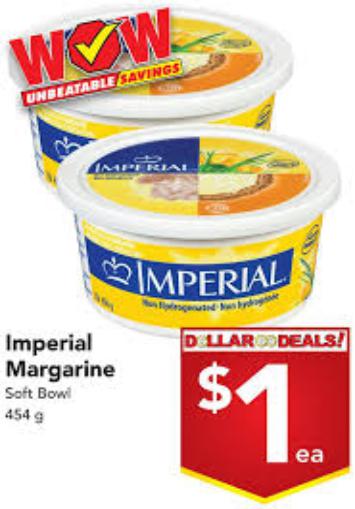 WOW
UNBEATABLE SAVINGS
IMPERIAL
IMPERIAL
Non Hydrogenated · Non hydrogénée
Imperial
Margarine
Soft Bowl
454 g
DOLLAR DEALS!
$1 ea